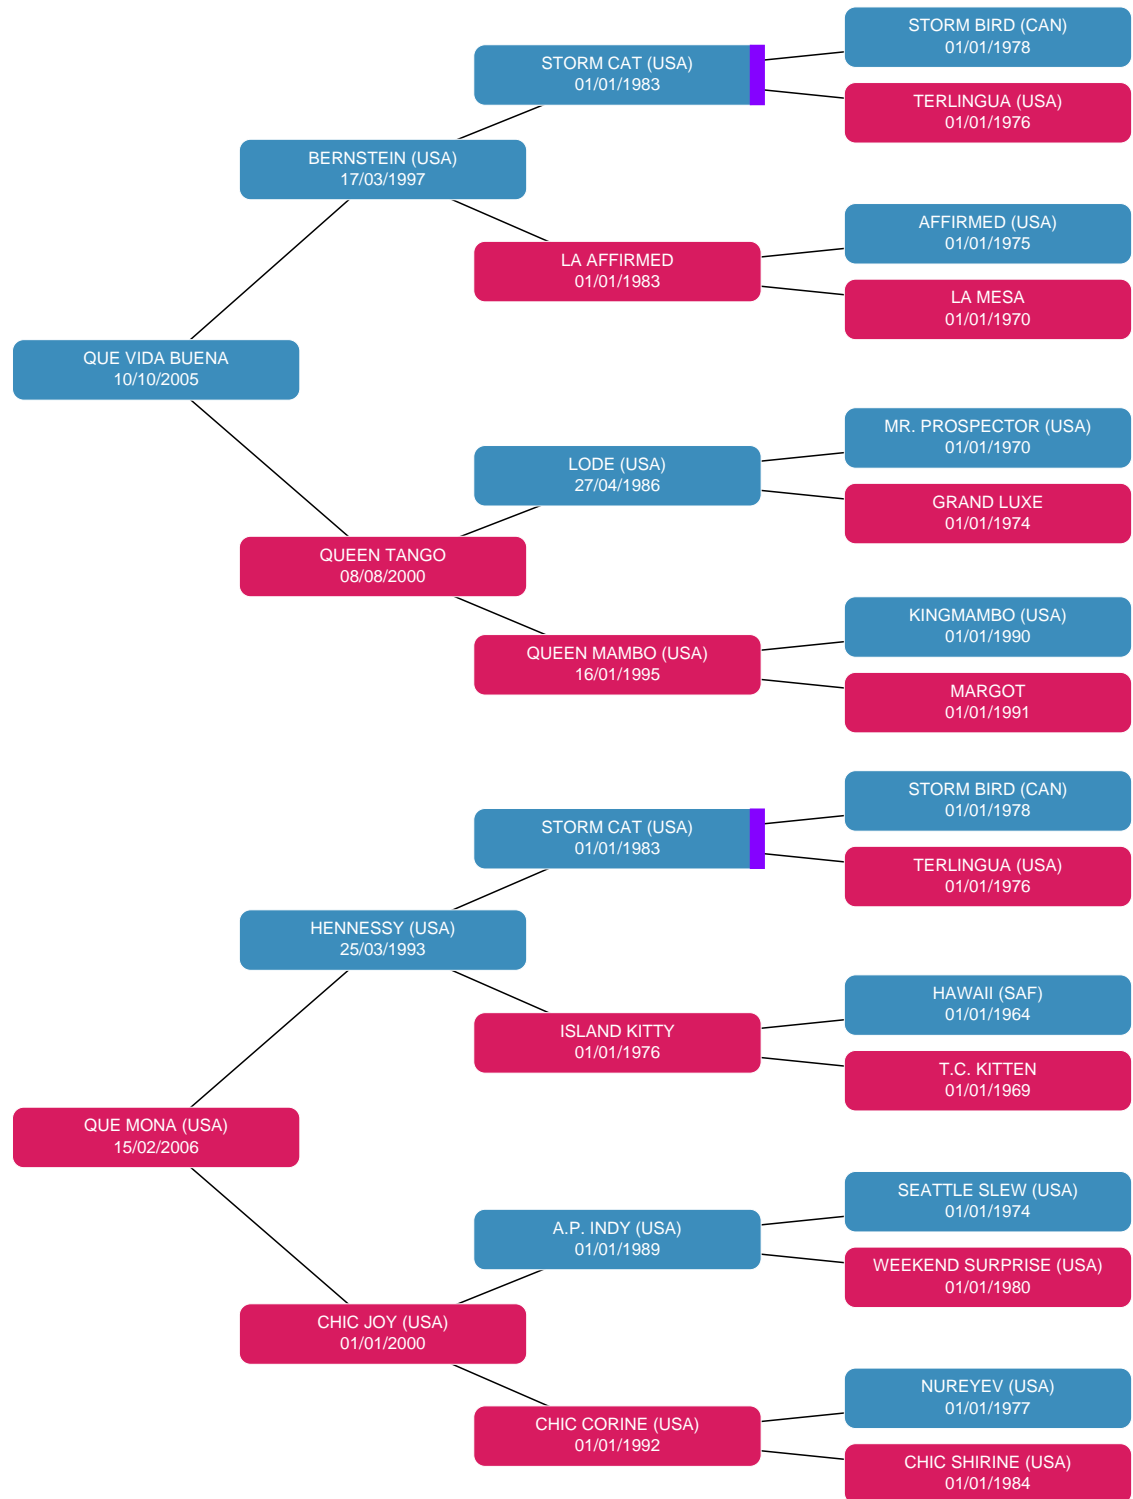 STORM BIRD (CAN)
01/01/1978
STORM CAT (USA)
01/01/1983
TERLINGUA (USA)
01/01/1976
BERNSTEIN (USA)
17/03/1997
AFFIRMED (USA)
01/01/1975
LA AFFIRMED
01/01/1983
LA MESA
01/01/1970
QUE VIDA BUENA
10/10/2005
MR. PROSPECTOR (USA)
01/01/1970
LODE (USA)
27/04/1986
GRAND LUXE
01/01/1974
QUEEN TANGO
08/08/2000
KINGMAMBO (USA)
01/01/1990
QUEEN MAMBO (USA)
16/01/1995
MARGOT
01/01/1991
STORM BIRD (CAN)
01/01/1978
STORM CAT (USA)
01/01/1983
TERLINGUA (USA)
01/01/1976
HENNESSY (USA)
25/03/1993
HAWAII (SAF)
01/01/1964
ISLAND KITTY
01/01/1976
T.C. KITTEN
01/01/1969
QUE MONA (USA)
15/02/2006
SEATTLE SLEW (USA)
01/01/1974
A.P. INDY (USA)
01/01/1989
WEEKEND SURPRISE (USA)
01/01/1980
CHIC JOY (USA)
01/01/2000
NUREYEV (USA)
01/01/1977
CHIC CORINE (USA)
01/01/1992
CHIC SHIRINE (USA)
01/01/1984